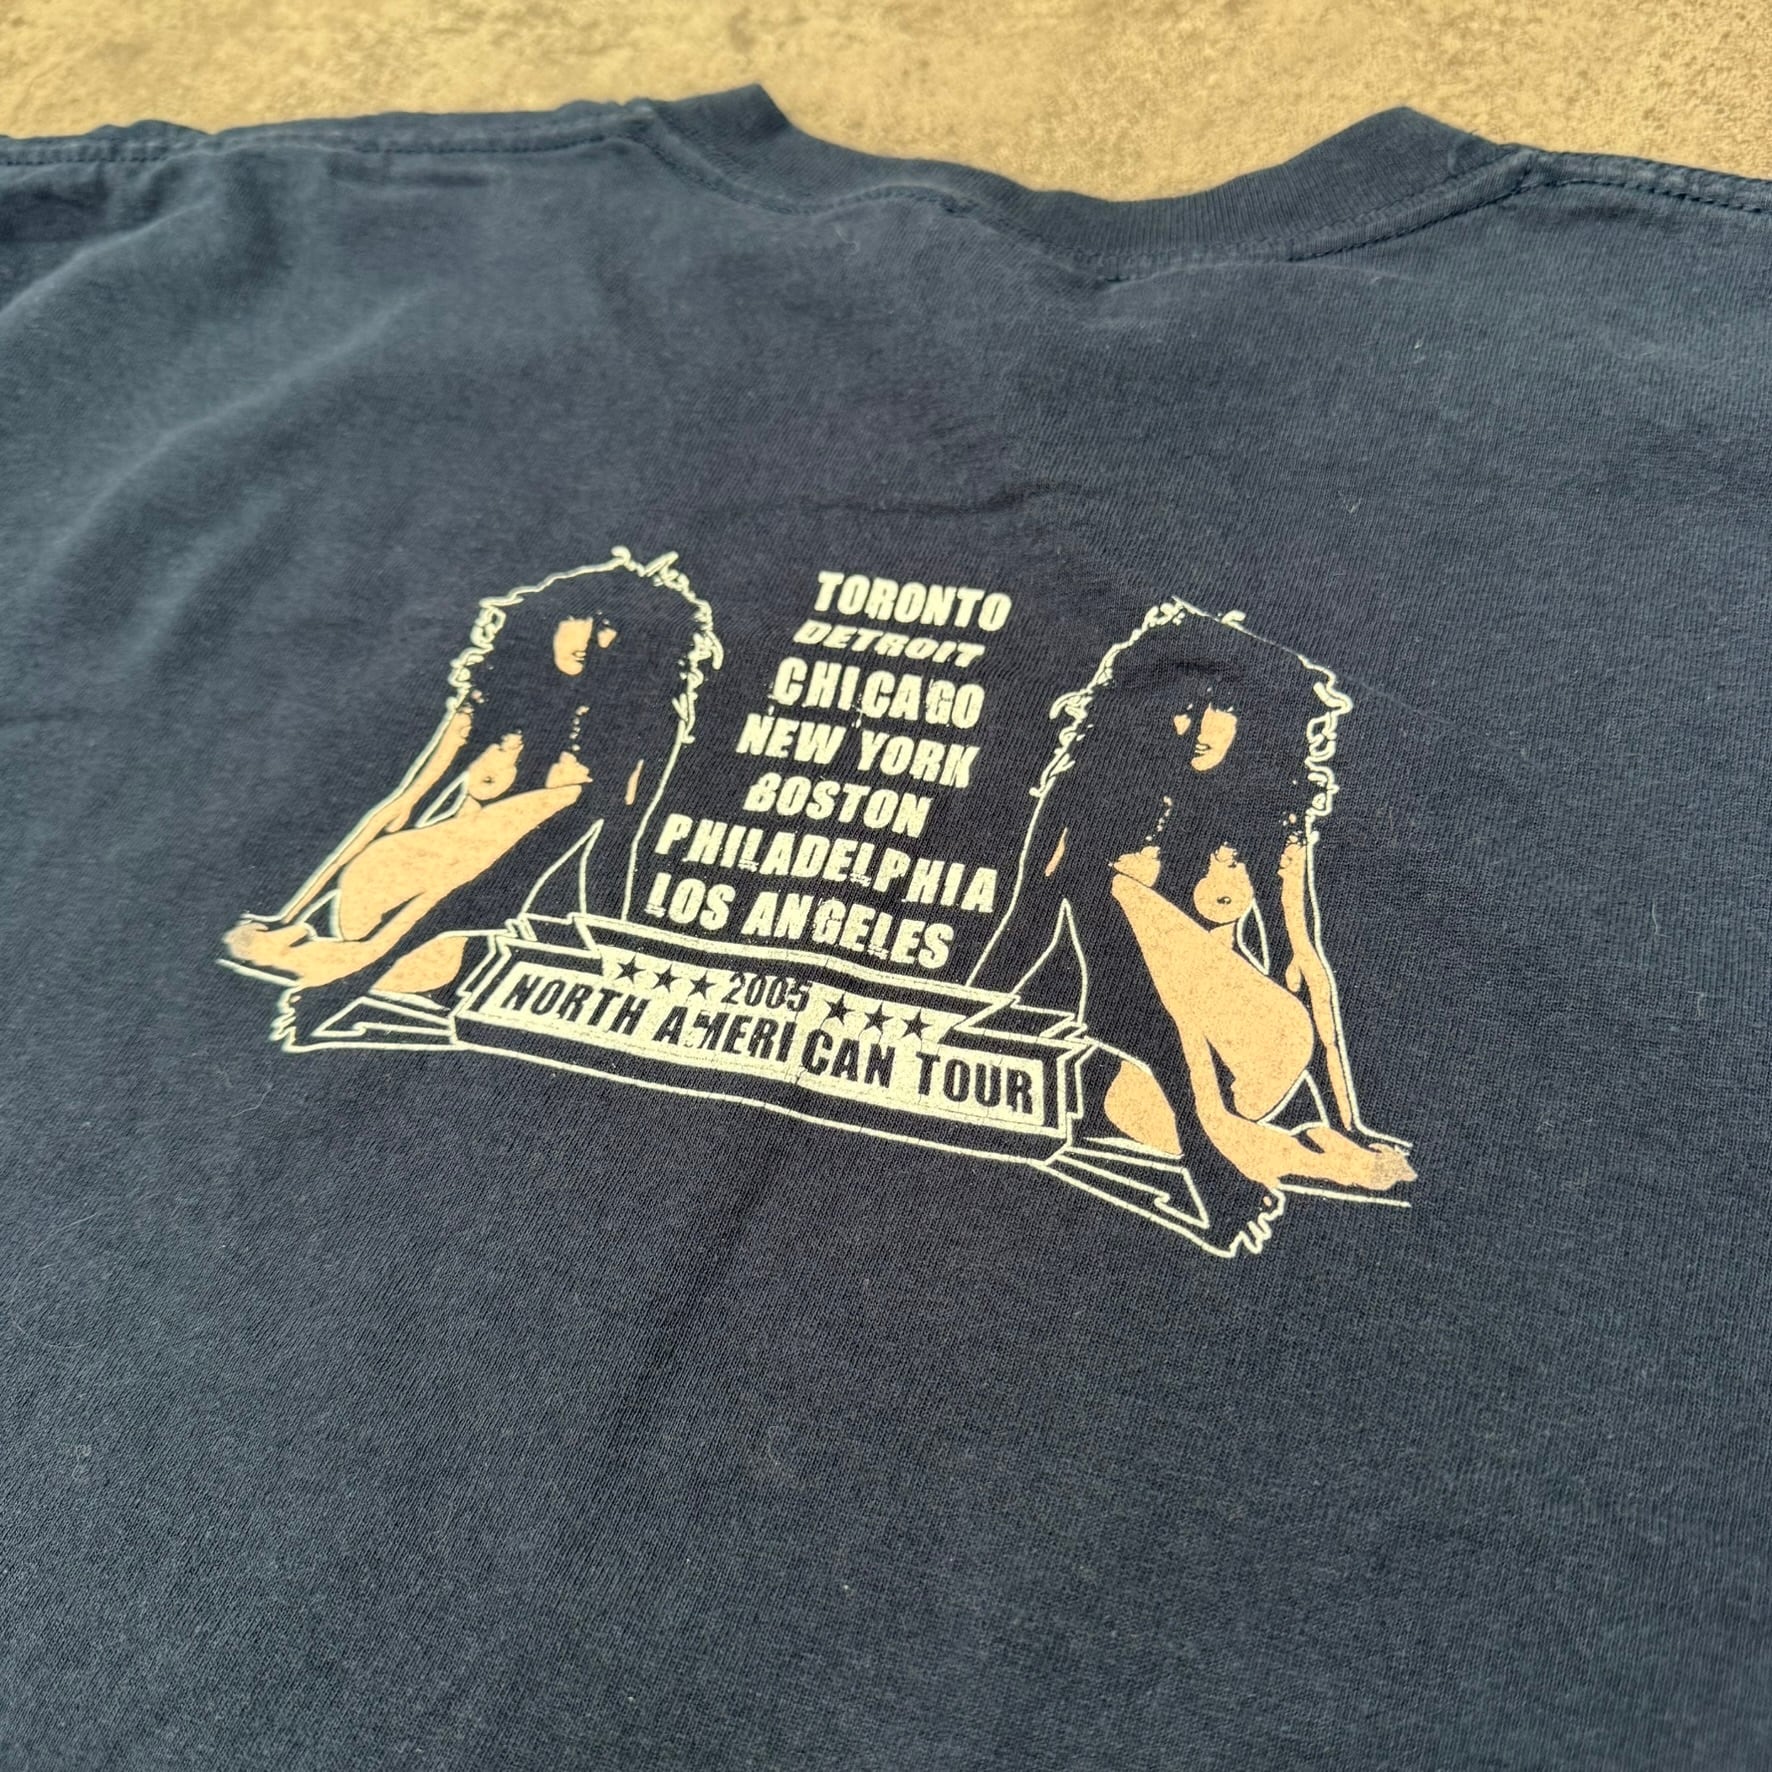 TORONTO
DETROIT
CHICAGO
NEW YORK
BOSTON
PHILADELPHIA
LOS ANGELES
★★★2005★★★
NORTH AMERICAN TOUR